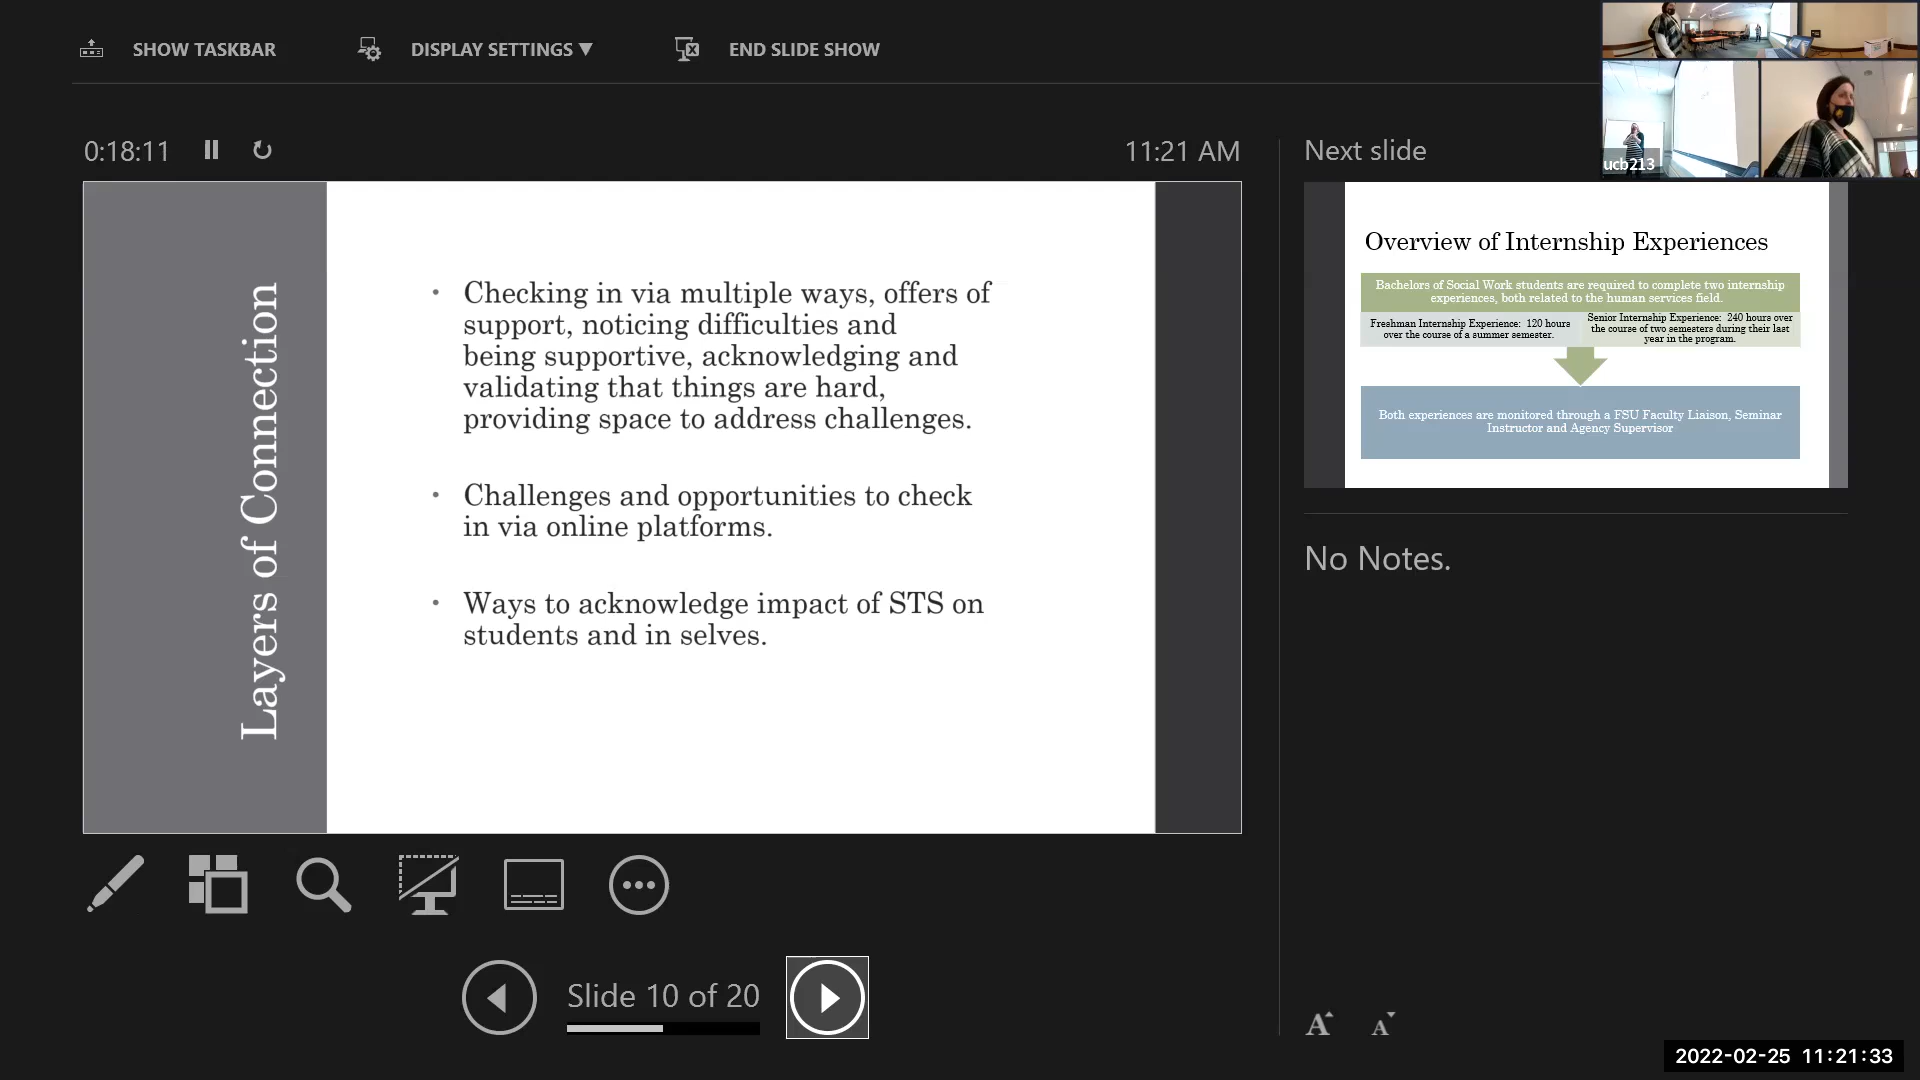 SHOW TASKBAR
DISPLAY SETTINGS ▼
END SLIDE SHOW
0:18:11
11:21 AM
Next slide
ucb213
Layers of Connection
• Checking in via multiple ways, offers of
support, noticing difficulties and
being supportive, acknowledging and
validating that things are hard,
providing space to address challenges.
• Challenges and opportunities to check
in via online platforms.
• Ways to acknowledge impact of STS on
students and in selves.
Overview of Internship Experiences
Bachelors of Social Work students are required to complete two internship
experiences, both related to the human services field.
Freshman Internship Experience: 120 hours
over the course of a summer semester.
Senior Internship Experience: 240 hours over
the course of two semesters during their last
year in the program.
Both experiences are monitored through a FSU Faculty Liaison, Seminar
Instructor and Agency Supervisor
No Notes.
Slide 10 of 20
A A
2022-02-25 11:21:33